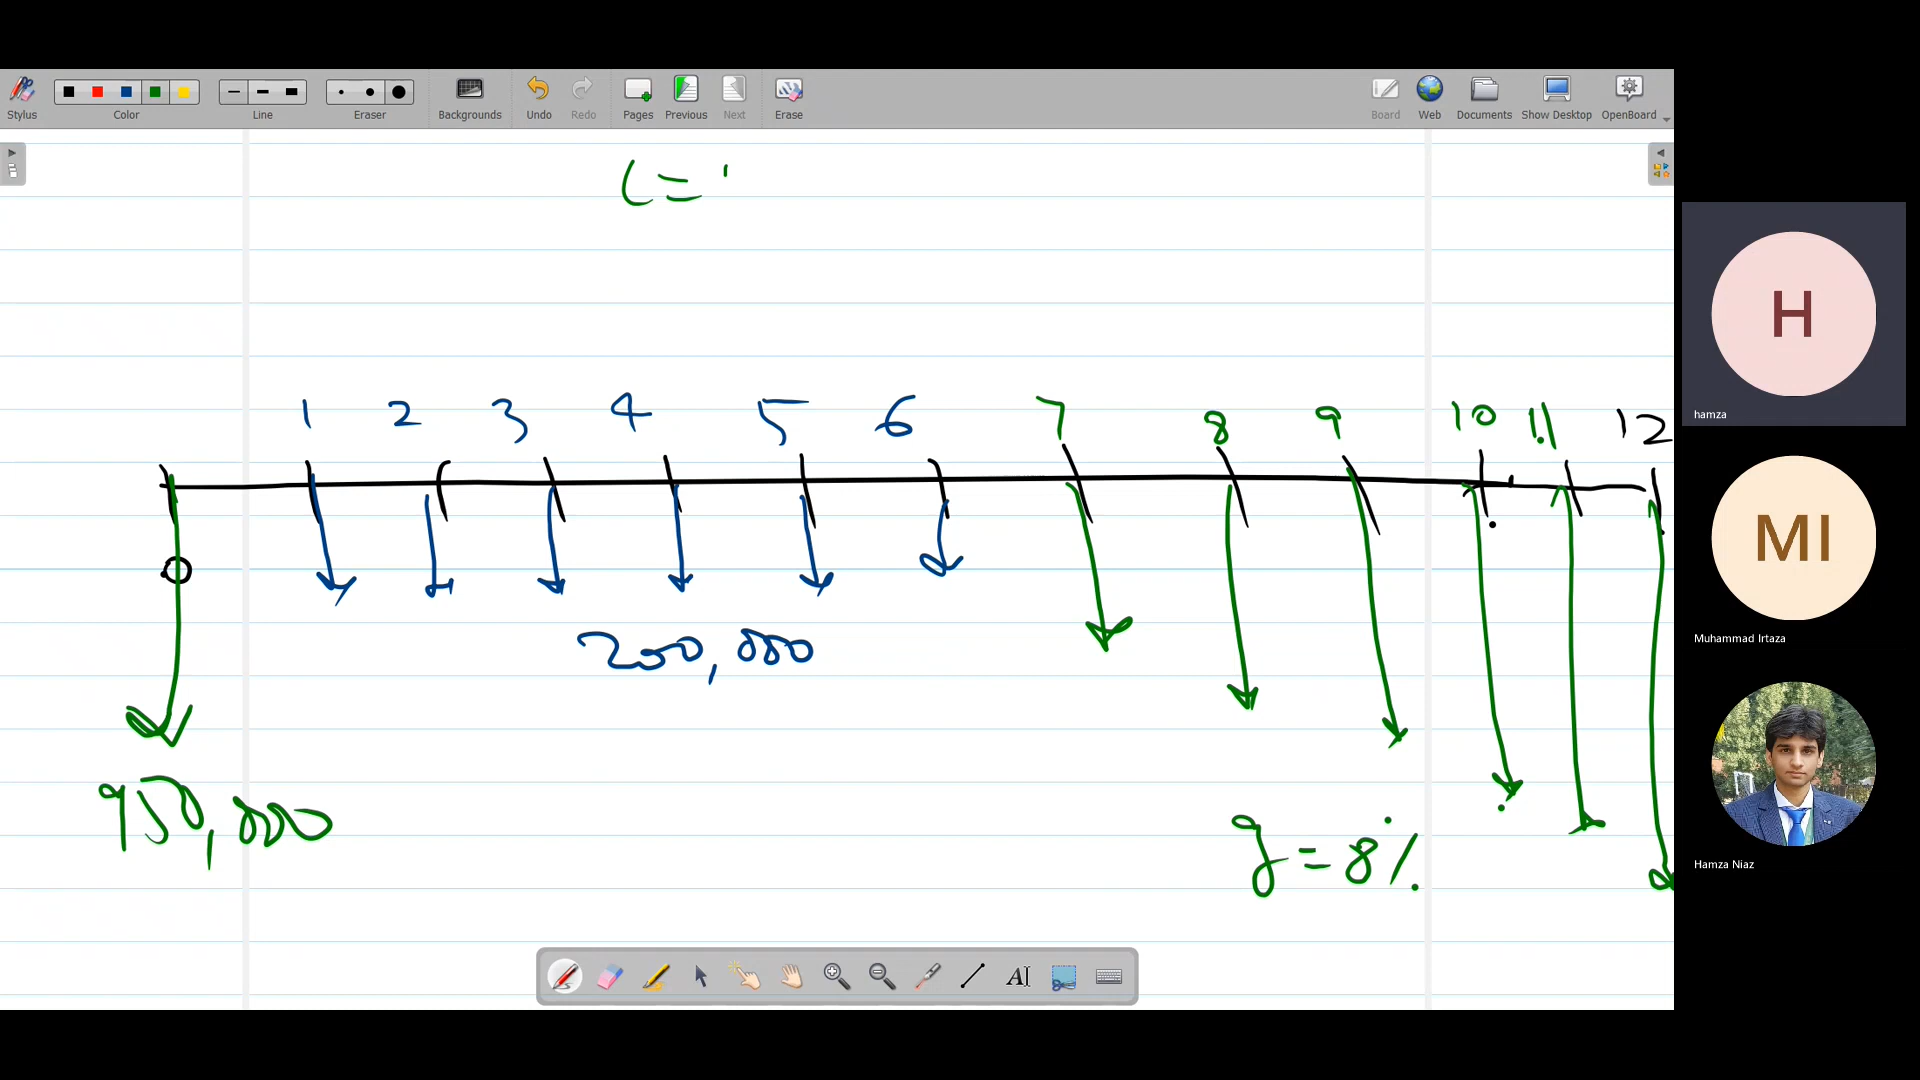 Stylus Color Line Eraser Backgrounds Undo Redo Pages Previous Next Erase Board Web Documents Show Desktop OpenBoard
i = 1
1 2 3 4 5 6 7 8 9 10 11 12
200,000
950,000
g = 8%
AI
H
hamza
MI
Muhammad Irtaza
Hamza Niaz